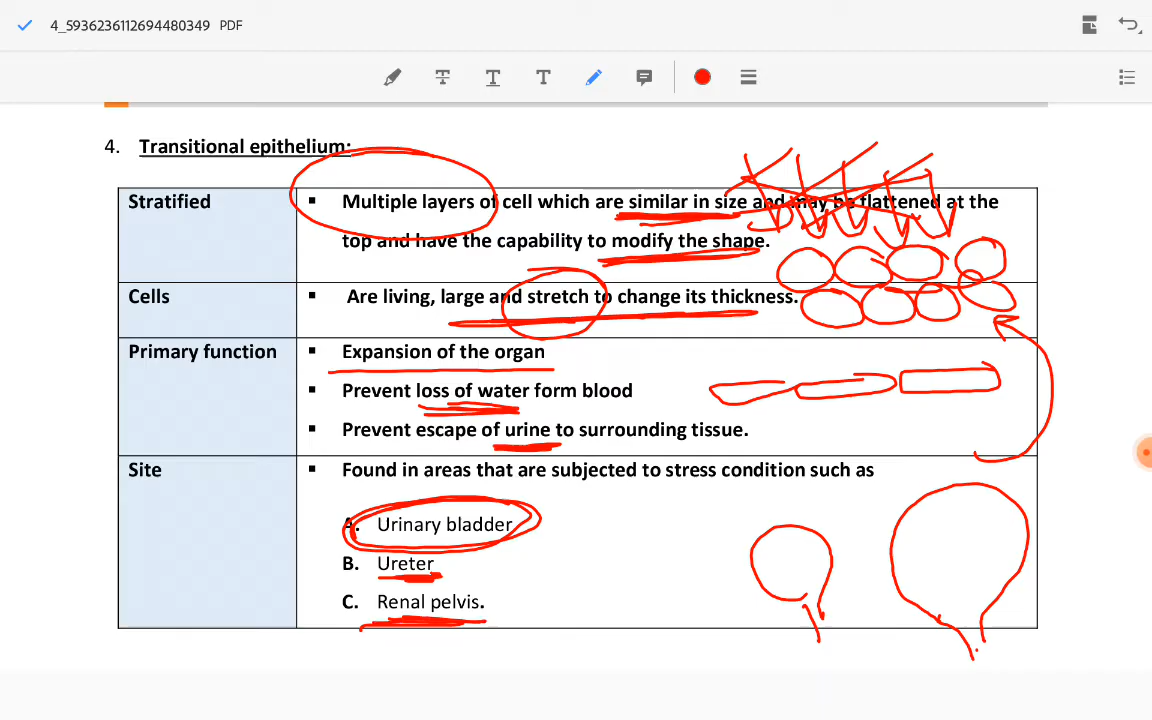 4_5936236112694480349 PDF
4. Transitional epithelium:
Stratified
▪ Multiple layers of cell which are similar in size and may be flattened at the
top and have the capability to modify the shape.
Cells
▪ Are living, large and stretch to change its thickness.
Primary function
▪ Expansion of the organ
▪ Prevent loss of water form blood
▪ Prevent escape of urine to surrounding tissue.
Site
▪ Found in areas that are subjected to stress condition such as
A. Urinary bladder
B. Ureter
C. Renal pelvis.